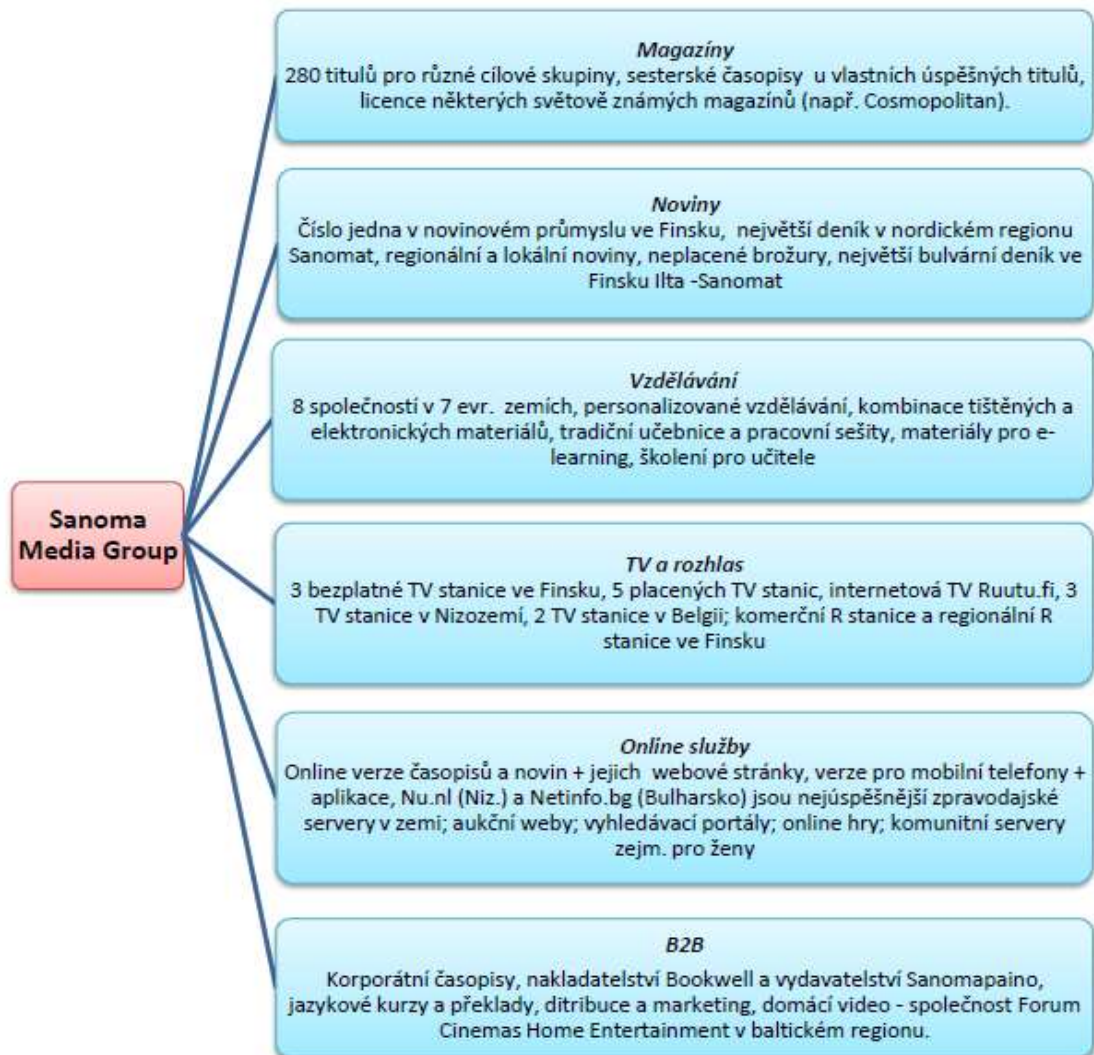 Magazíny
280 titulů pro různé cílové skupiny, sesterské časopisy u vlastních úspěšných titulů,
licence některých světově známých magazínů (např. Cosmopolitan).
Noviny
Číslo jedna v novinovém průmyslu ve Finsku, největší deník v nordickém regionu
Sanomat, regionální a lokální noviny, neplacené brožury, největší bulvární deník ve
Finsku Ilta -Sanomat
Vzdělávání
8 společností v 7 evr. zemích, personalizované vzdělávání, kombinace tištěných a
elektronických materiálů, tradiční učebnice a pracovní sešity, materiály pro e-
learning, školení pro učitele
Sanoma
Media Group
TV a rozhlas
3 bezplatné TV stanice ve Finsku, 5 placených TV stanic, internetová TV Ruutu.fi, 3
TV stanice v Nizozemí, 2 TV stanice v Belgii; komerční R stanice a regionální R
stanice ve Finsku
Online služby
Online verze časopisů a novin + jejich webové stránky, verze pro mobilní telefony +
aplikace, Nu.nl (Niz.) a Netinfo.bg (Bulharsko) jsou nejúspěšnější zpravodajské
servery v zemi; aukční weby; vyhledávací portály; online hry; komunitní servery
zejm. pro ženy
B2B
Korporátní časopisy, nakladatelství Bookwell a vydavatelství Sanomapaino,
jazykové kurzy a překlady, ditribuce a marketing, domácí video - společnost Forum
Cinemas Home Entertainment v baltickém regionu.